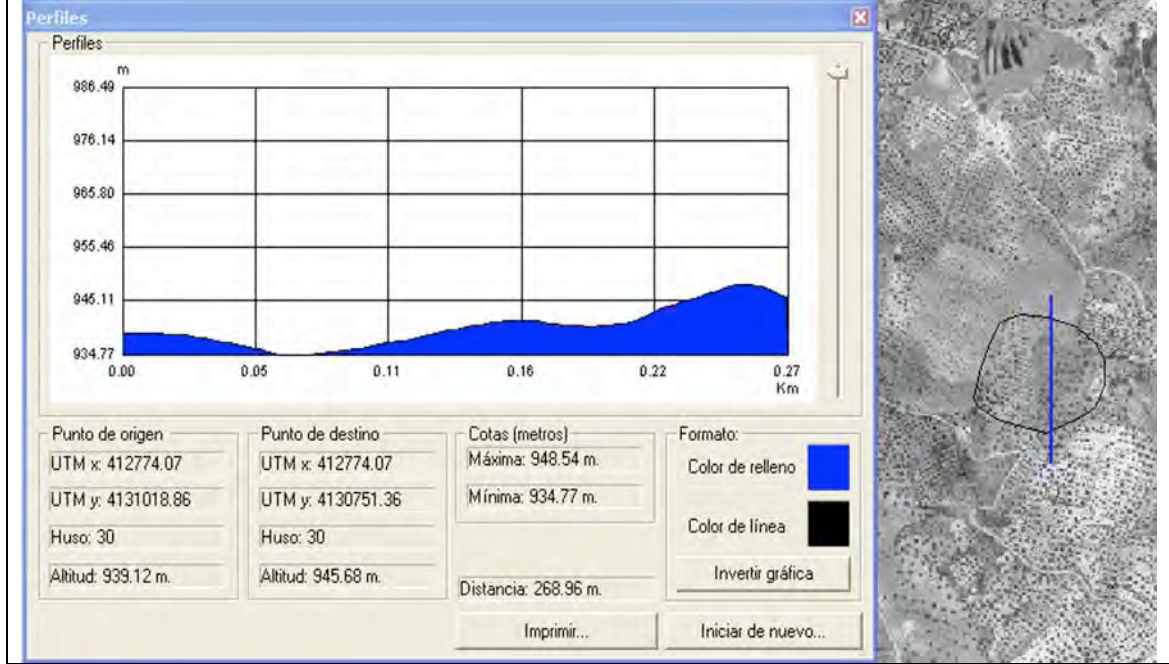 Perfiles
Perfiles
m
986.49
976.14
965.80
955.46
945.11
934.77
0.00 0.05 0.11 0.16 0.22 0.27
Km
Punto de origen
UTM x: 412774.07
UTM y: 4131018.86
Huso: 30
Altitud: 939.12 m.
Punto de destino
UTM x: 412774.07
UTM y: 4130751.36
Huso: 30
Altitud: 945.68 m.
Cotas (metros)
Máxima: 948.54 m.
Mínima: 934.77 m.
Distancia: 268.96 m.
Formato:
Color de relleno
Color de línea
Invertir gráfica
Imprimir...
Iniciar de nuevo...